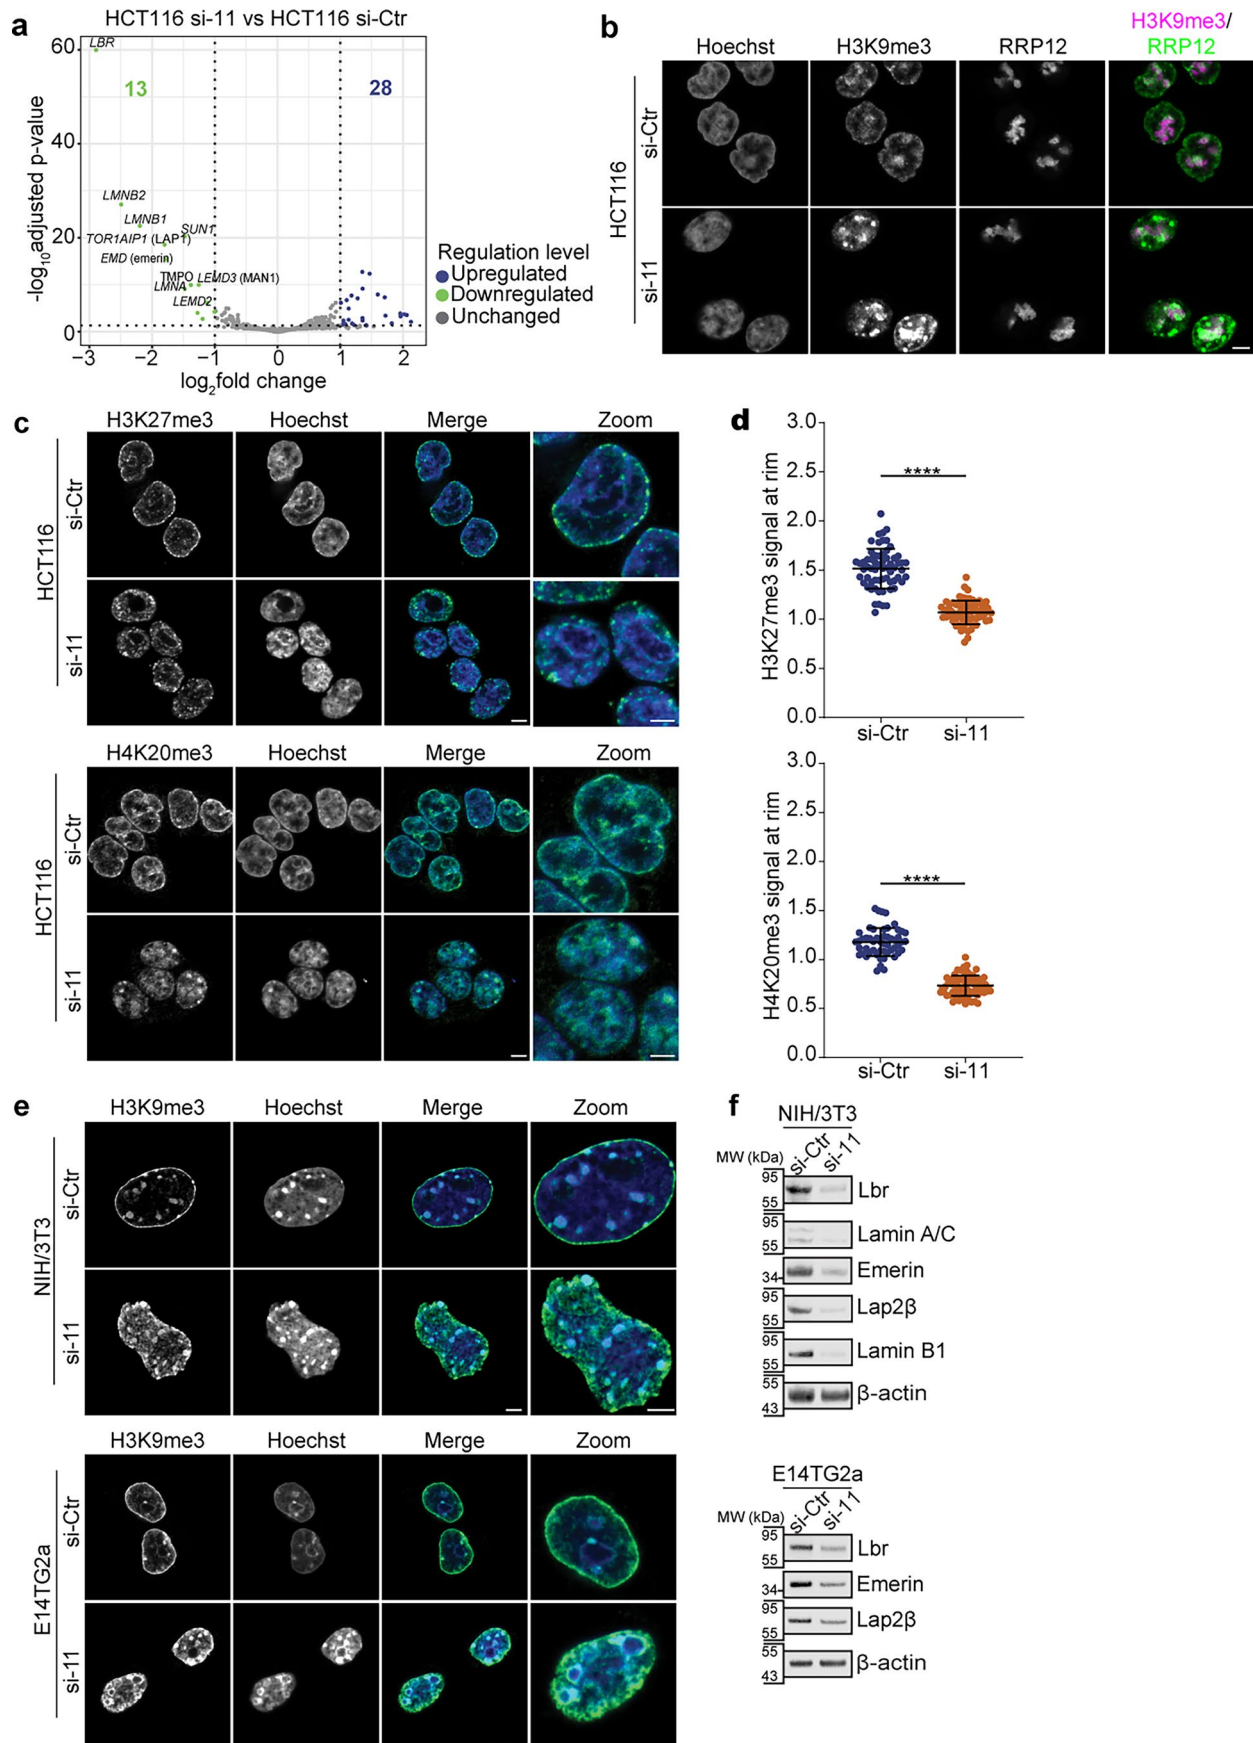 a
HCT116 si-11 vs HCT116 si-Ctr
60
40
20
0
-log10adjusted p-value
LBR
13
28
LMNB2
LMNB1
SUN1
TOR1AIP1 (LAP1)
EMD (emerin)
TMPO
LEMD3 (MAN1)
LMNA
LEMD2
−3 −2 −1 0 1 2
log2fold change
Regulation level
Upregulated
Downregulated
Unchanged
b
Hoechst H3K9me3 RRP12 H3K9me3/
RRP12
HCT116
si-Ctr
si-11
c
H3K27me3 Hoechst Merge Zoom
HCT116
si-Ctr
si-11
H4K20me3 Hoechst Merge Zoom
HCT116
si-Ctr
si-11
d
H3K27me3 signal at rim
3.0
2.5
2.0
1.5
1.0
0.5
0.0
****
si-Ctr si-11
H4K20me3 signal at rim
3.0
2.5
2.0
1.5
1.0
0.5
0.0
****
si-Ctr si-11
e
H3K9me3 Hoechst Merge Zoom
NIH/3T3
si-Ctr
si-11
H3K9me3 Hoechst Merge Zoom
E14TG2a
si-Ctr
si-11
f
NIH/3T3
MW (kDa) si-Ctr si-11
95
55
Lbr
95
55
Lamin A/C
34
Emerin
95
55
Lap2β
95
55
Lamin B1
55
43
β-actin
E14TG2a
MW (kDa) si-Ctr si-11
95
55
Lbr
34
Emerin
95
55
Lap2β
55
43
β-actin